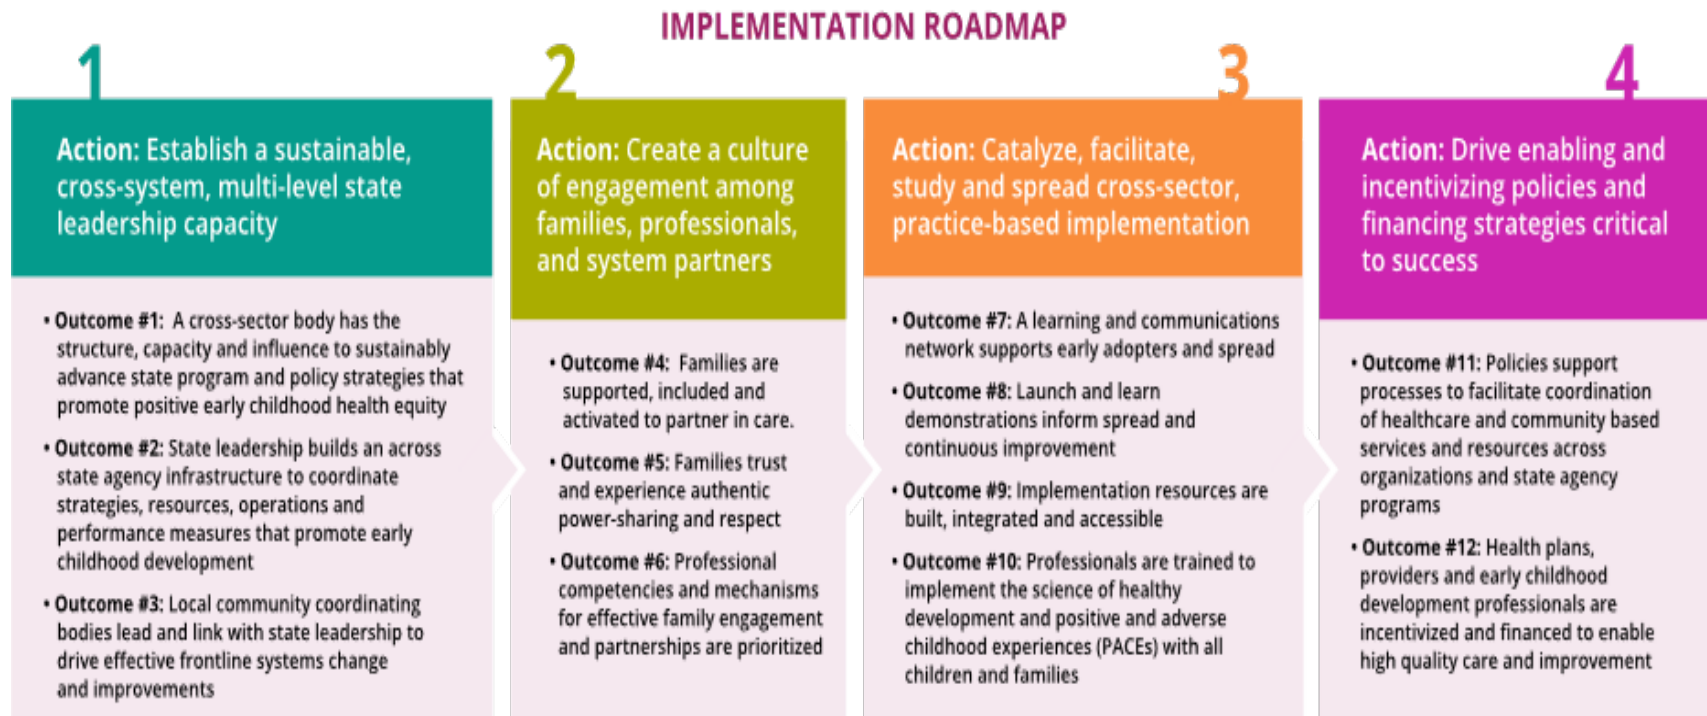 IMPLEMENTATION ROADMAP
1
Action: Establish a sustainable,
cross-system, multi-level state
leadership capacity
• Outcome #1: A cross-sector body has the
structure, capacity and influence to sustainably
advance state program and policy strategies that
promote positive early childhood health equity
• Outcome #2: State leadership builds an across
state agency infrastructure to coordinate
strategies, resources, operations and
performance measures that promote early
childhood development
• Outcome #3: Local community coordinating
bodies lead and link with state leadership to
drive effective frontline systems change
and improvements
2
Action: Create a culture
of engagement among
families, professionals,
and system partners
• Outcome #4: Families are
supported, included and
activated to partner in care.
• Outcome #5: Families trust
and experience authentic
power-sharing and respect
• Outcome #6: Professional
competencies and mechanisms
for effective family engagement
and partnerships are prioritized
3
Action: Catalyze, facilitate,
study and spread cross-sector,
practice-based implementation
• Outcome #7: A learning and communications
network supports early adopters and spread
• Outcome #8: Launch and learn
demonstrations inform spread and
continuous improvement
• Outcome #9: Implementation resources are
built, integrated and accessible
• Outcome #10: Professionals are trained to
implement the science of healthy
development and positive and adverse
childhood experiences (PACEs) with all
children and families
4
Action: Drive enabling and
incentivizing policies and
financing strategies critical
to success
• Outcome #11: Policies support
processes to facilitate coordination
of healthcare and community based
services and resources across
organizations and state agency
programs
• Outcome #12: Health plans,
providers and early childhood
development professionals are
incentivized and financed to enable
high quality care and improvement